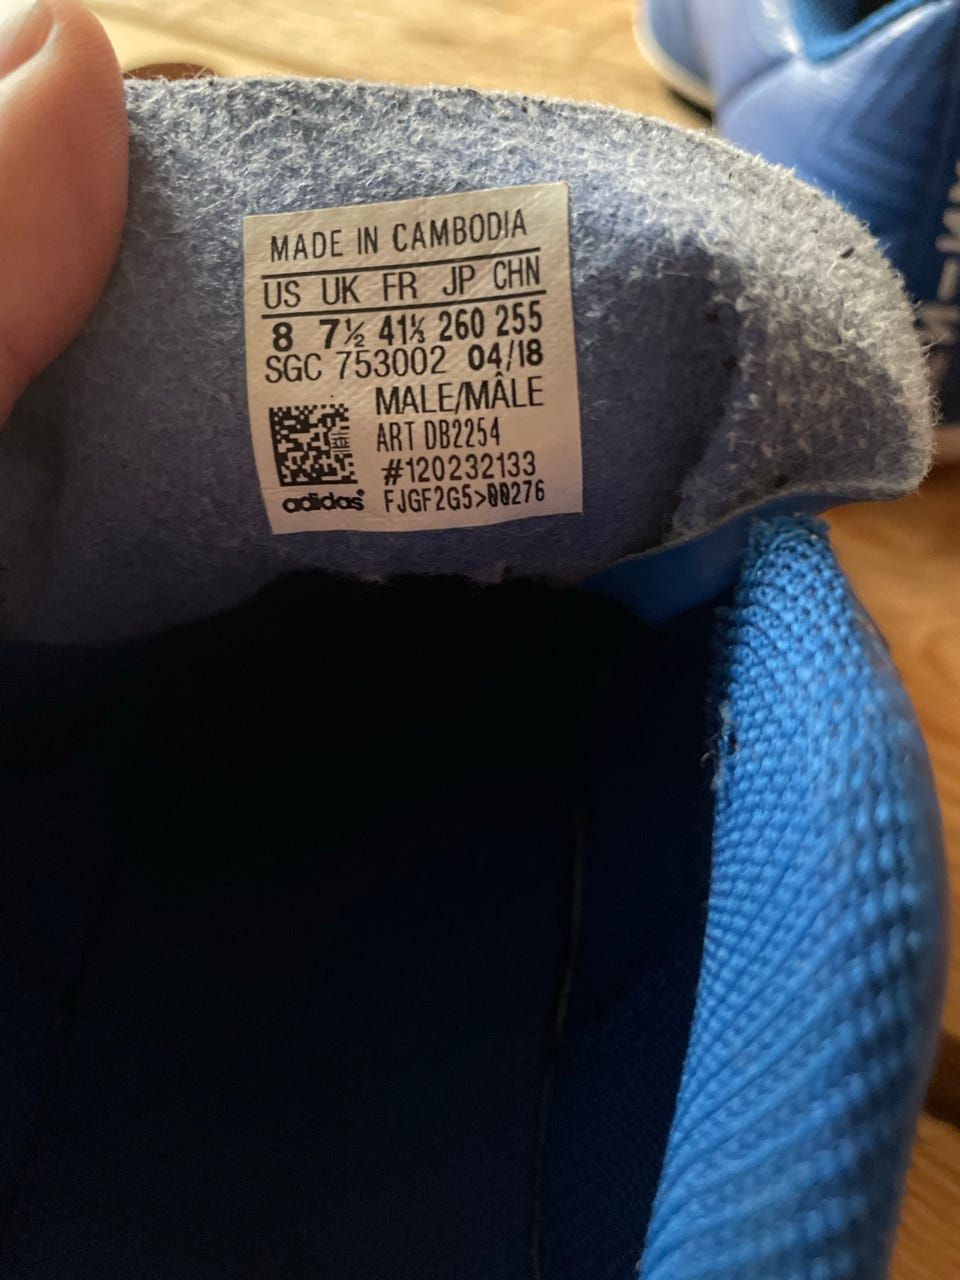 MADE IN CAMBODIA
US UK FR JP CHN
8 7½ 41⅓ 260 255
SGC 753002 04/18
MALE/MÂLE
ART DB2254
#120232133
adidas® FJGF2G5>00276